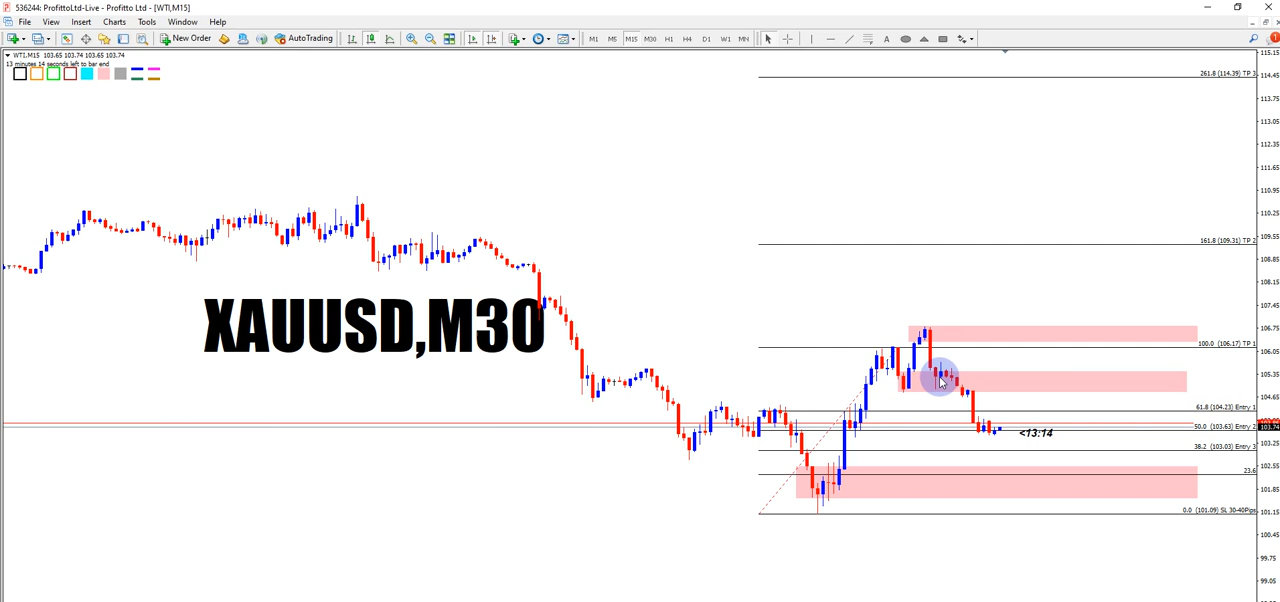 536244: ProfittoLtd-Live - Profitto Ltd - [WTI,M15]
File View Insert Charts Tools Window Help
New Order AutoTrading M1 M5 M15 M30 H1 H4 D1 W1 MN A 1
WTI,M15 103.65 103.74 103.65 103.74
13 minutes 14 seconds left to bar end
115.15
261.8 (114.39) TP 3
114.45
113.75
113.05
112.35
111.65
110.95
110.25
109.55
161.8 (109.31) TP 2
108.85
108.15
107.45
XAUUSD,M30
106.75
106.05
100.0 (106.17) TP 1
105.35
104.65
61.8 (104.23) Entry 1
50.0 (103.63) Entry 2
103.74
<13:14
103.25
38.2 (103.03) Entry 3
102.55
23.6
101.85
0.0 (101.09) SL 30-40Pips
101.15
100.45
99.75
99.05